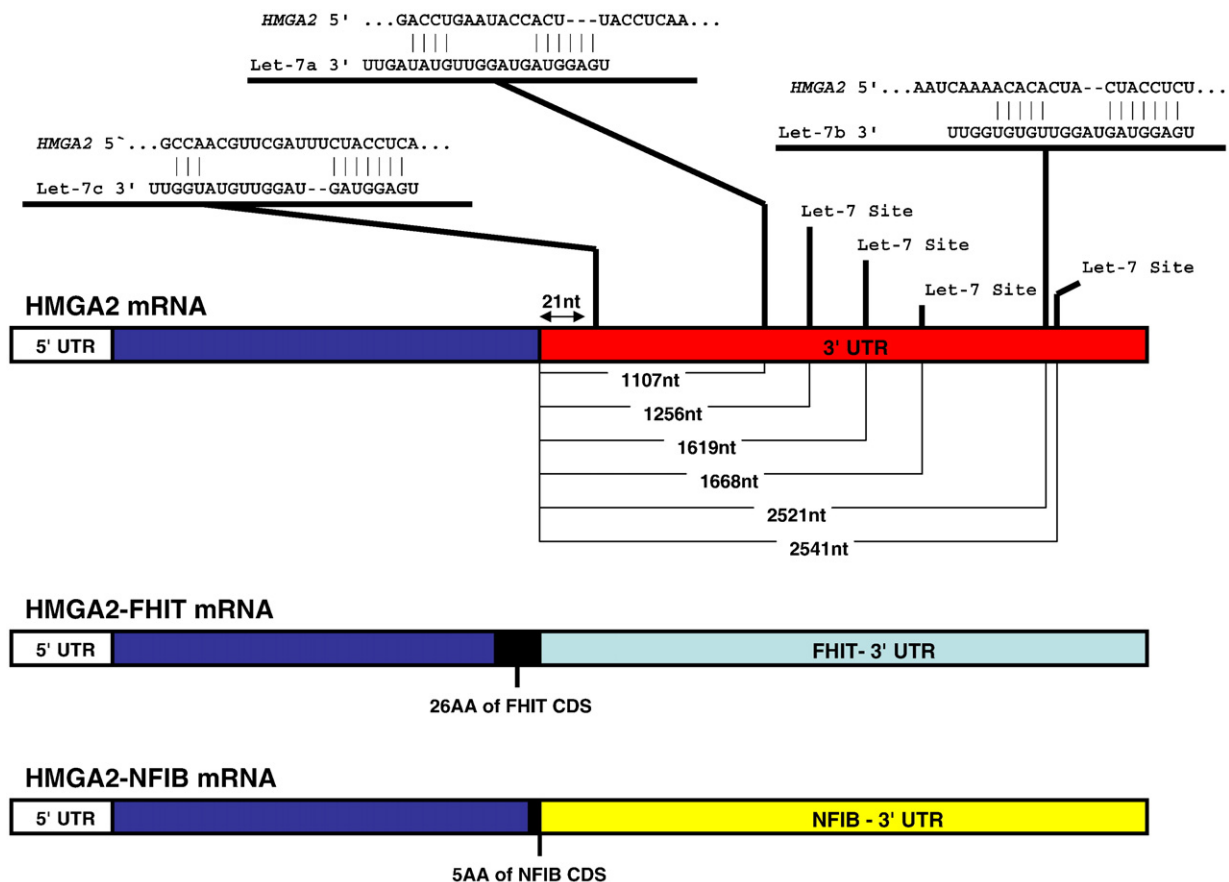 HMGA2 5' ...GACCUGAAUACCACU---UACCUCAA...
Let-7a 3' UUGAUAUGUUGGAUGAUGGAGU
HMGA2 5'...AAUCAAAACACACUA--CUACCUCU...
Let-7b 3' UUGGUGUGUUGGAUGAUGGAGU
HMGA2 5` ...GCCAACGUUCGAUUUCUACCUCA...
Let-7c 3' UUGGUAUGUUGGAU--GAUGGAGU
Let-7 Site
Let-7 Site
Let-7 Site
Let-7 Site
HMGA2 mRNA
21nt
5' UTR
3' UTR
1107nt
1256nt
1619nt
1668nt
2521nt
2541nt
HMGA2-FHIT mRNA
5' UTR
FHIT- 3' UTR
26AA of FHIT CDS
HMGA2-NFIB mRNA
5' UTR
NFIB - 3' UTR
5AA of NFIB CDS